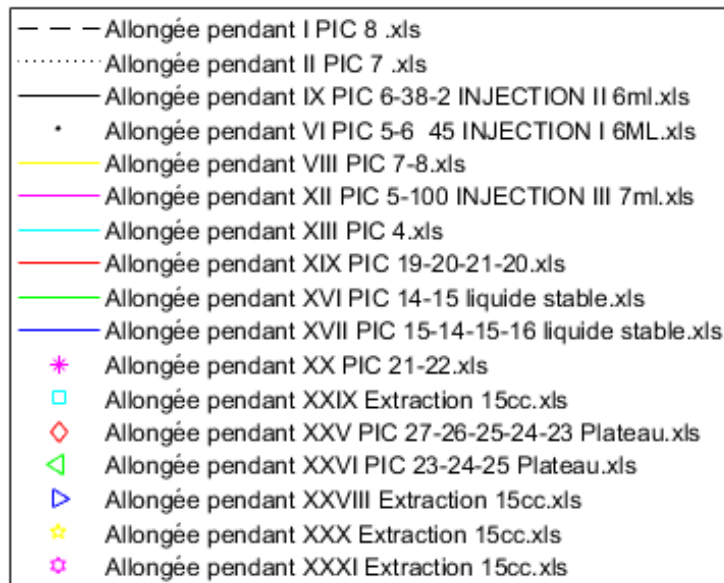 Allongée pendant I PIC 8 .xls
Allongée pendant II PIC 7 .xls
Allongée pendant IX PIC 6-38-2 INJECTION II 6ml.xls
Allongée pendant VI PIC 5-6  45 INJECTION I 6ML.xls
Allongée pendant VIII PIC 7-8.xls
Allongée pendant XII PIC 5-100 INJECTION III 7ml.xls
Allongée pendant XIII PIC 4.xls
Allongée pendant XIX PIC 19-20-21-20.xls
Allongée pendant XVI PIC 14-15 liquide stable.xls
Allongée pendant XVII PIC 15-14-15-16 liquide stable.xls
Allongée pendant XX PIC 21-22.xls
Allongée pendant XXIX Extraction 15cc.xls
Allongée pendant XXV PIC 27-26-25-24-23 Plateau.xls
Allongée pendant XXVI PIC 23-24-25 Plateau.xls
Allongée pendant XXVIII Extraction 15cc.xls
Allongée pendant XXX Extraction 15cc.xls
Allongée pendant XXXI Extraction 15cc.xls